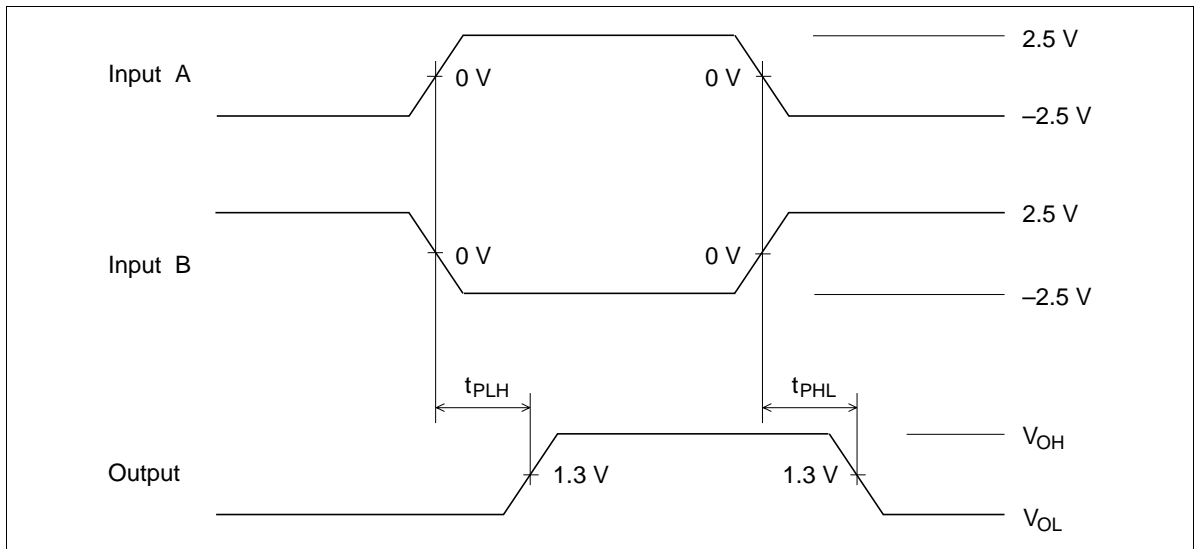 2.5 V
Input A
0 V
0 V
–2.5 V
2.5 V
Input B
0 V
0 V
–2.5 V
tPLH
tPHL
VOH
Output
1.3 V
1.3 V
VOL